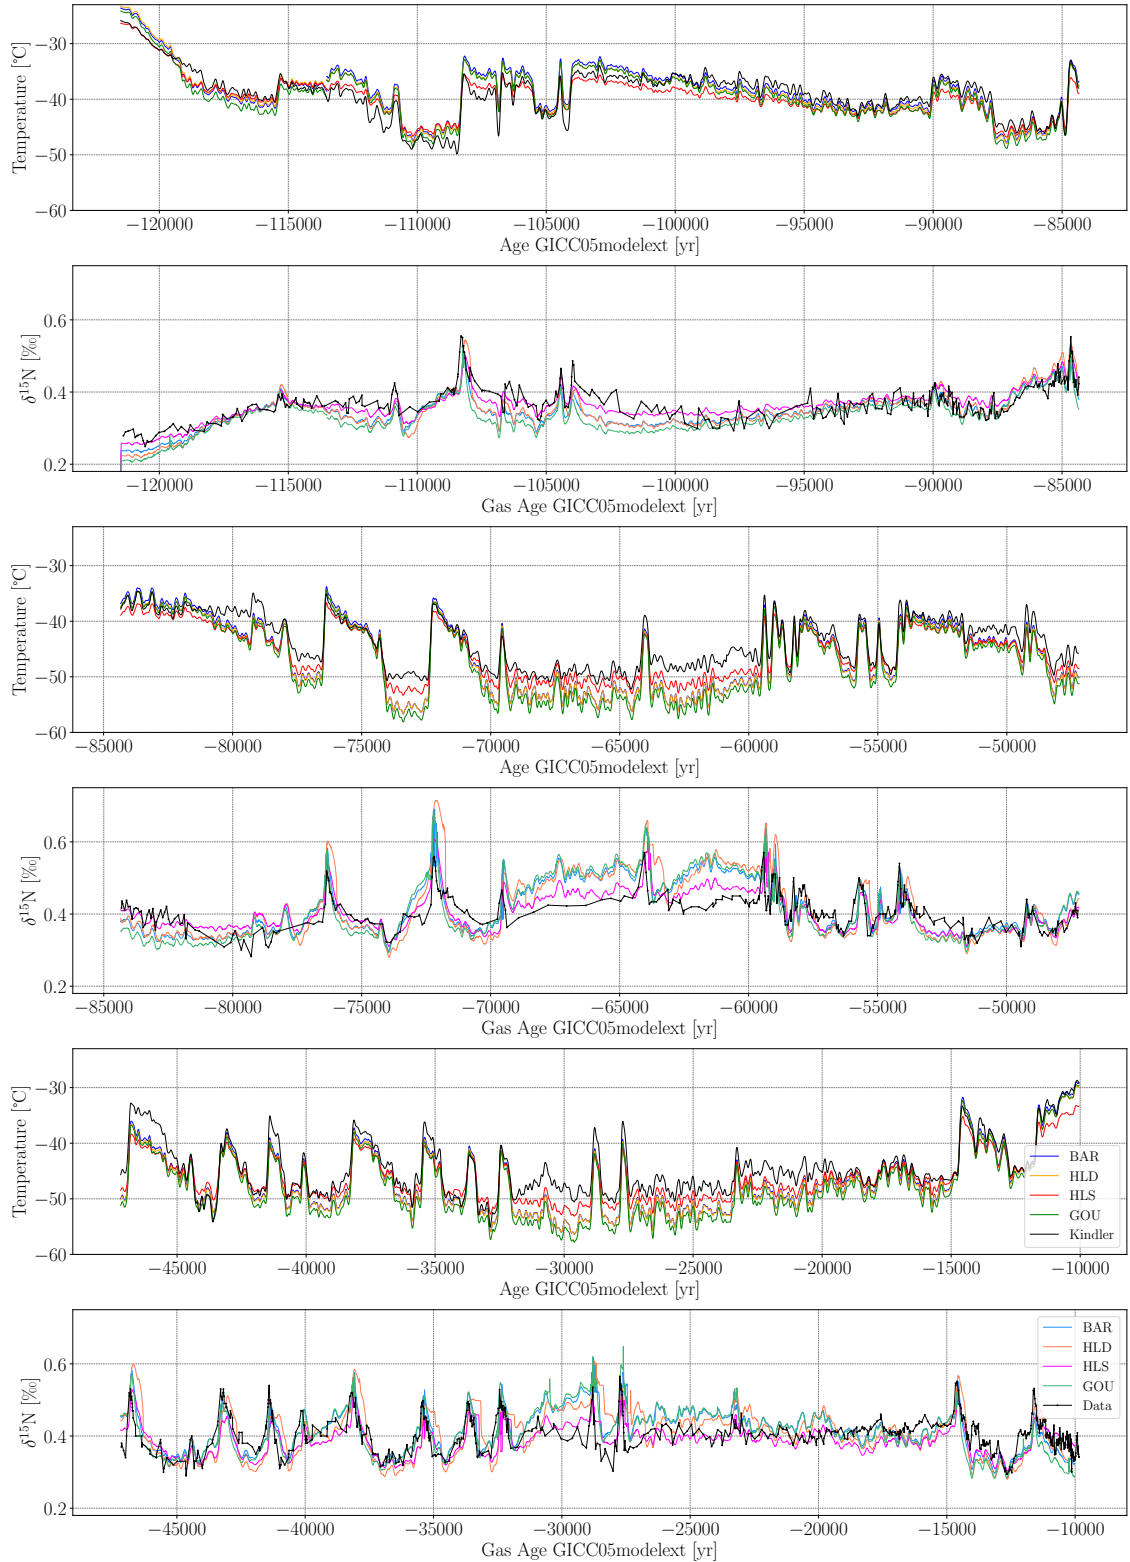 Temperature [°C]
−30
−40
−50
−60
−120000 −115000 −110000 −105000 −100000 −95000 −90000 −85000
Age GICC05modelext [yr]
δ¹⁵N [‰]
0.6
0.4
0.2
−120000 −115000 −110000 −105000 −100000 −95000 −90000 −85000
Gas Age GICC05modelext [yr]
Temperature [°C]
−30
−40
−50
−60
−85000 −80000 −75000 −70000 −65000 −60000 −55000 −50000
Age GICC05modelext [yr]
δ¹⁵N [‰]
0.6
0.4
0.2
−85000 −80000 −75000 −70000 −65000 −60000 −55000 −50000
Gas Age GICC05modelext [yr]
Temperature [°C]
−30
−40
−50
−60
BAR
HLD
HLS
GOU
Kindler
−45000 −40000 −35000 −30000 −25000 −20000 −15000 −10000
Age GICC05modelext [yr]
δ¹⁵N [‰]
0.6
0.4
0.2
BAR
HLD
HLS
GOU
Data
−45000 −40000 −35000 −30000 −25000 −20000 −15000 −10000
Gas Age GICC05modelext [yr]